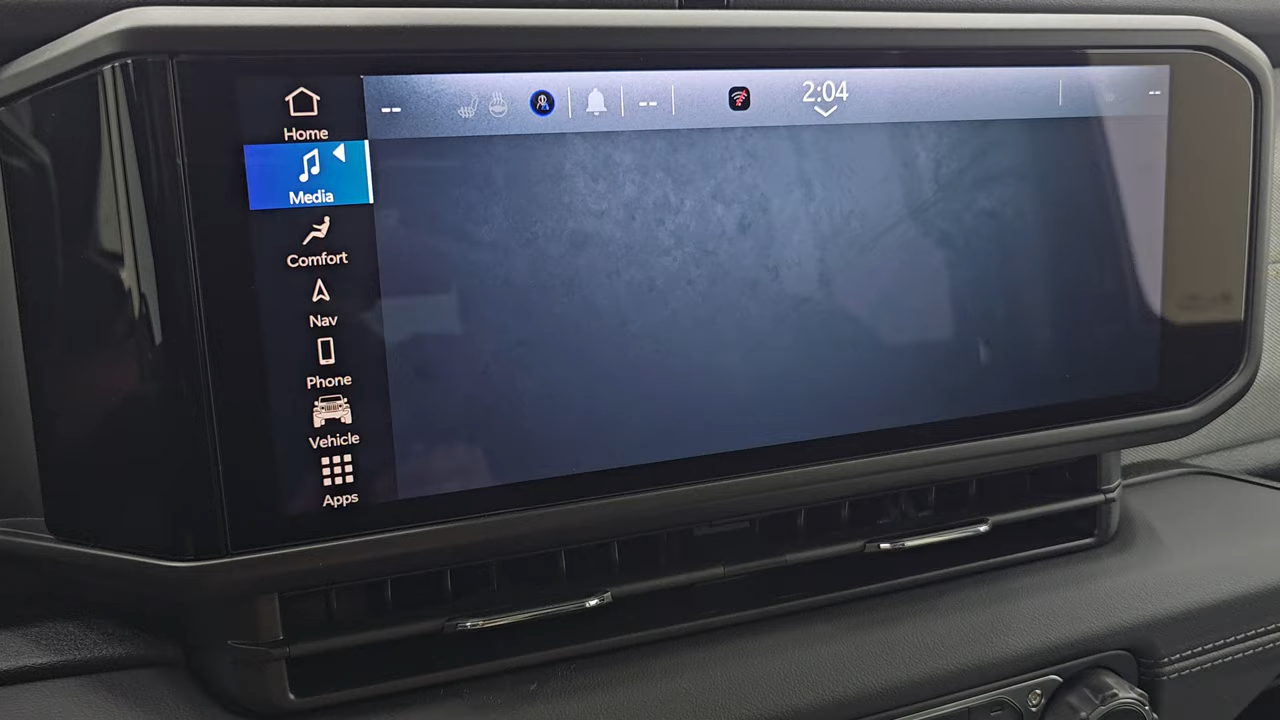 Home
-- -- 2:04 --
Media
Comfort
Nav
Phone
Vehicle
Apps